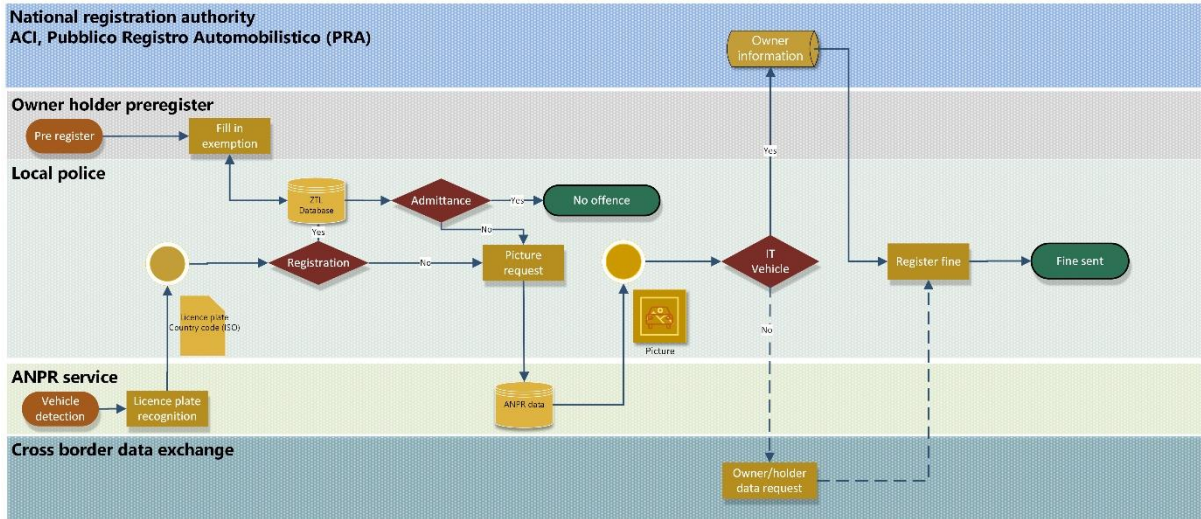 National registration authority
ACI, Pubblico Registro Automobilistico (PRA)
Owner
information
Owner holder preregister
Pre register
Fill in
exemption
Yes
Local police
ZTL
Database
Admittance
Yes
No offence
No
Yes
Registration
No
Picture
request
IT
Vehicle
Register fine
Fine sent
Licence plate
Country code (ISO)
Picture
No
ANPR service
Vehicle
detection
Licence plate
recognition
ANPR data
Cross border data exchange
Owner/holder
data request